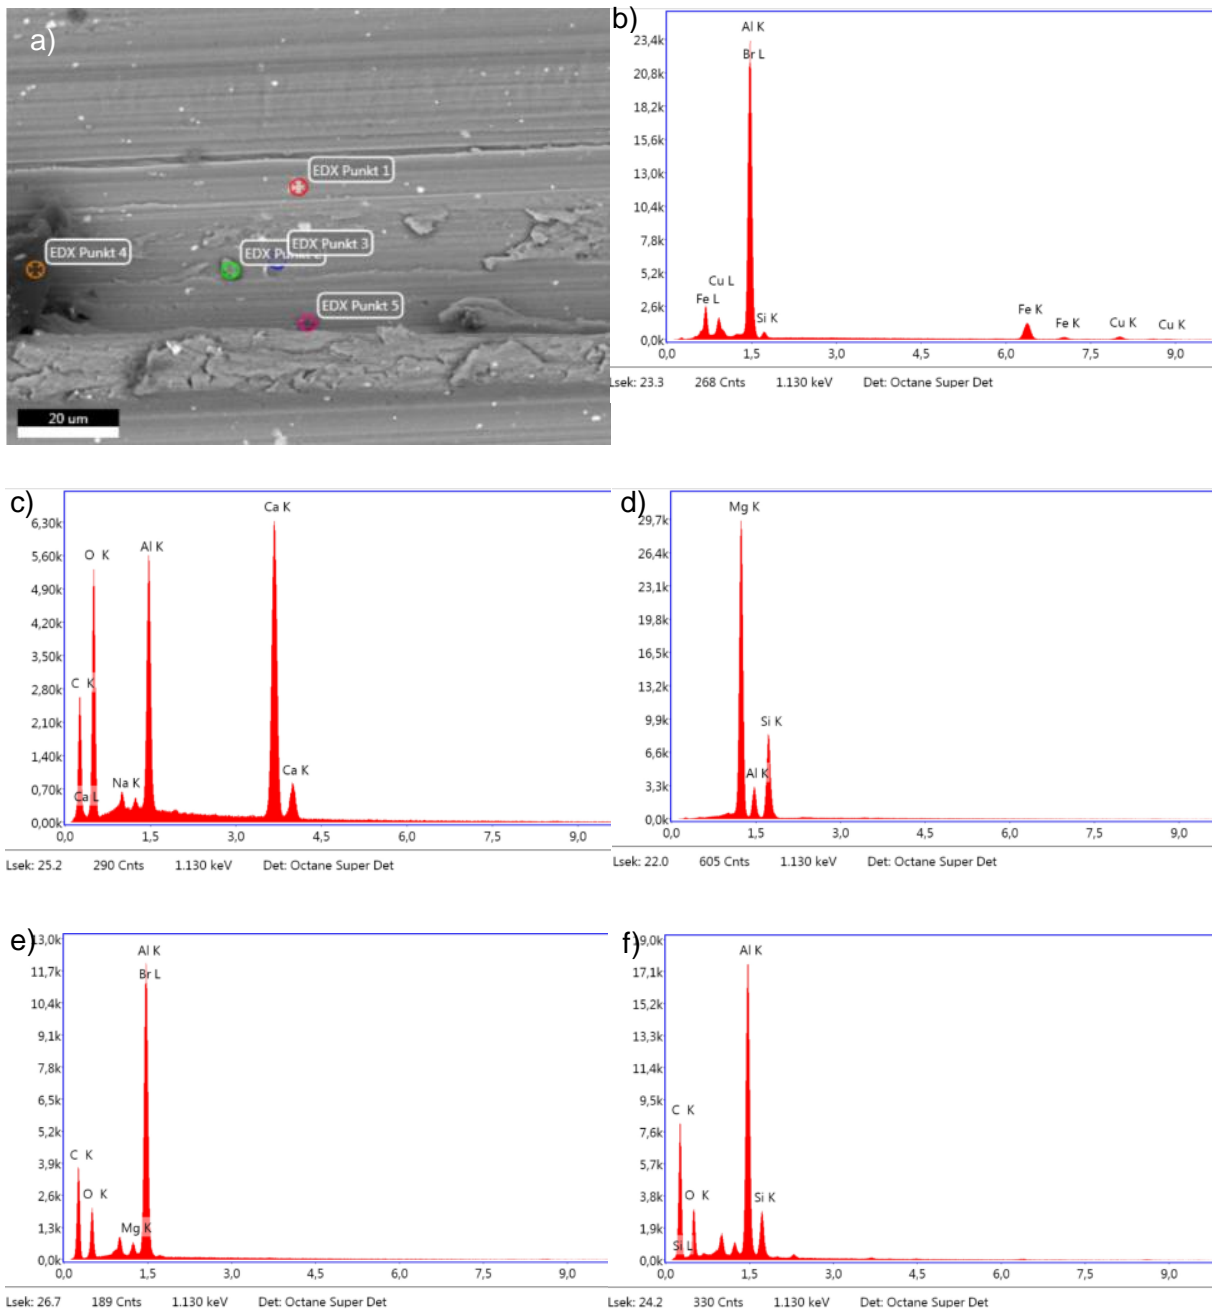 a)
EDX Punkt 1
EDX Punkt 3
EDX Punkt 2
EDX Punkt 4
EDX Punkt 5
20 um
b)
Al K
Br L
23,4k
20,8k
18,2k
15,6k
13,0k
10,4k
7,8k
5,2k
2,6k
0,0k
Cu L
Fe L
Si K
Fe K
Fe K
Cu K
Cu K
0,0 1,5 3,0 4,5 6,0 7,5 9,0
Lsek: 23.3 268 Cnts 1.130 keV Det: Octane Super Det
c)
Ca K
6,30k
5,60k
4,90k
4,20k
3,50k
2,80k
2,10k
1,40k
0,70k
0,00k
O K
Al K
C K
Na K
Ca L
Ca K
0,0 1,5 3,0 4,5 6,0 7,5 9,0
Lsek: 25.2 290 Cnts 1.130 keV Det: Octane Super Det
d)
Mg K
29,7k
26,4k
23,1k
19,8k
16,5k
13,2k
9,9k
6,6k
3,3k
0,0k
Si K
Al K
0,0 1,5 3,0 4,5 6,0 7,5 9,0
Lsek: 22.0 605 Cnts 1.130 keV Det: Octane Super Det
e)
13,0k
11,7k
10,4k
9,1k
7,8k
6,5k
5,2k
3,9k
2,6k
1,3k
0,0k
Al K
Br L
C K
O K
Mg K
0,0 1,5 3,0 4,5 6,0 7,5 9,0
Lsek: 26.7 189 Cnts 1.130 keV Det: Octane Super Det
f)
19,0k
17,1k
15,2k
13,3k
11,4k
9,5k
7,6k
5,7k
3,8k
1,9k
0,0k
Al K
C K
O K
Si K
Si L
0,0 1,5 3,0 4,5 6,0 7,5 9,0
Lsek: 24.2 330 Cnts 1.130 keV Det: Octane Super Det